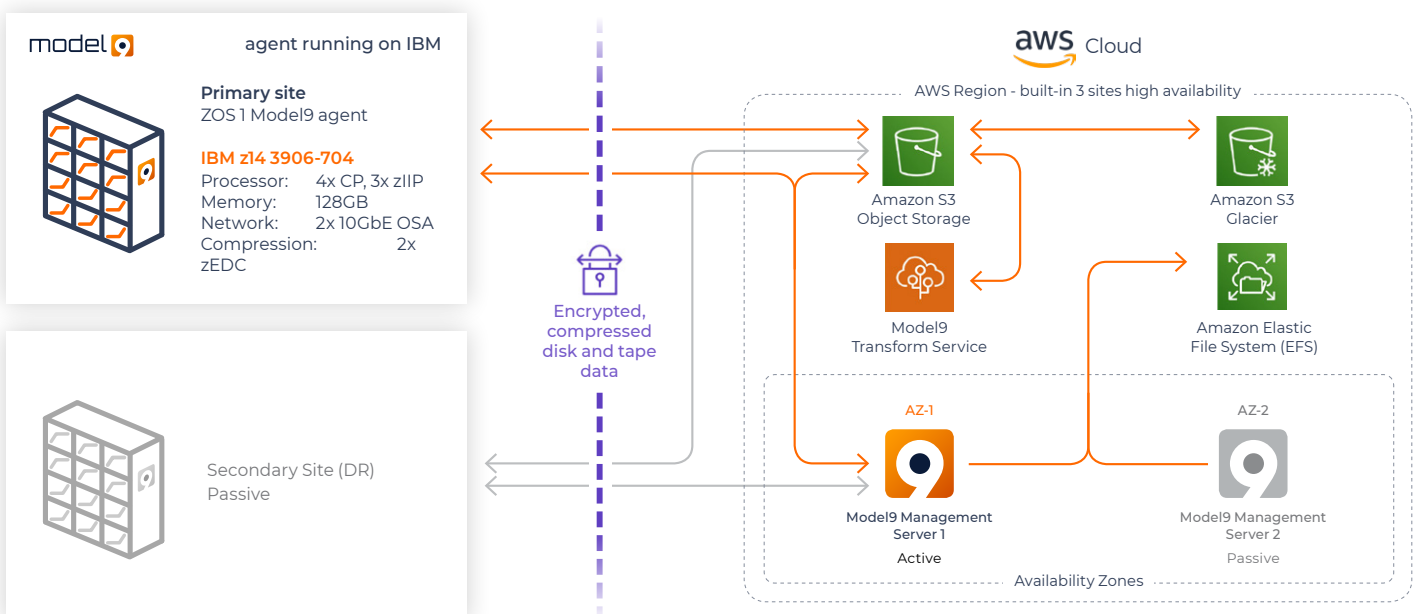 model9
agent running on IBM
Primary site
ZOS 1 Model9 agent
IBM z14 3906-704
Processor: 4x CP, 3x zIIP
Memory: 128GB
Network: 2x 10GbE OSA
Compression: 2x
zEDC
Secondary Site (DR)
Passive
Encrypted,
compressed
disk and tape
data
aws Cloud
AWS Region - built-in 3 sites high availability
Amazon S3
Object Storage
Amazon S3
Glacier
Model9
Transform Service
Amazon Elastic
File System (EFS)
AZ-1
Model9 Management
Server 1
Active
AZ-2
Model9 Management
Server 2
Passive
Availability Zones